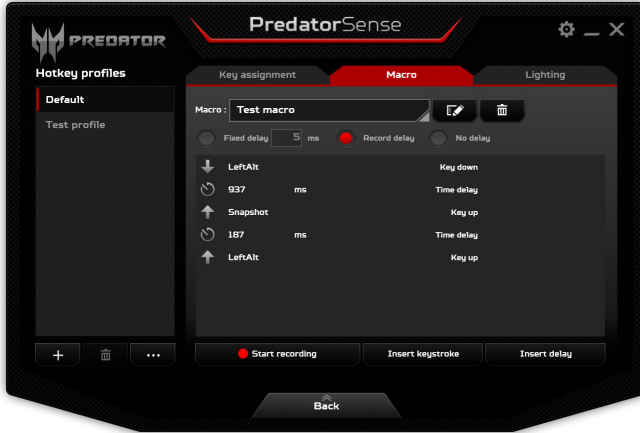 PredatorSense
PREDATOR
Hotkey profiles
Key assignment
Macro
Lighting
Default
Test profile
Macro : Test macro
Fixed delay 5 ms Record delay No delay
LeftAlt Key down
937 ms Time delay
Snapshot Key up
187 ms Time delay
LeftAlt Key up
Start recording
Insert keystroke
Insert delay
Back